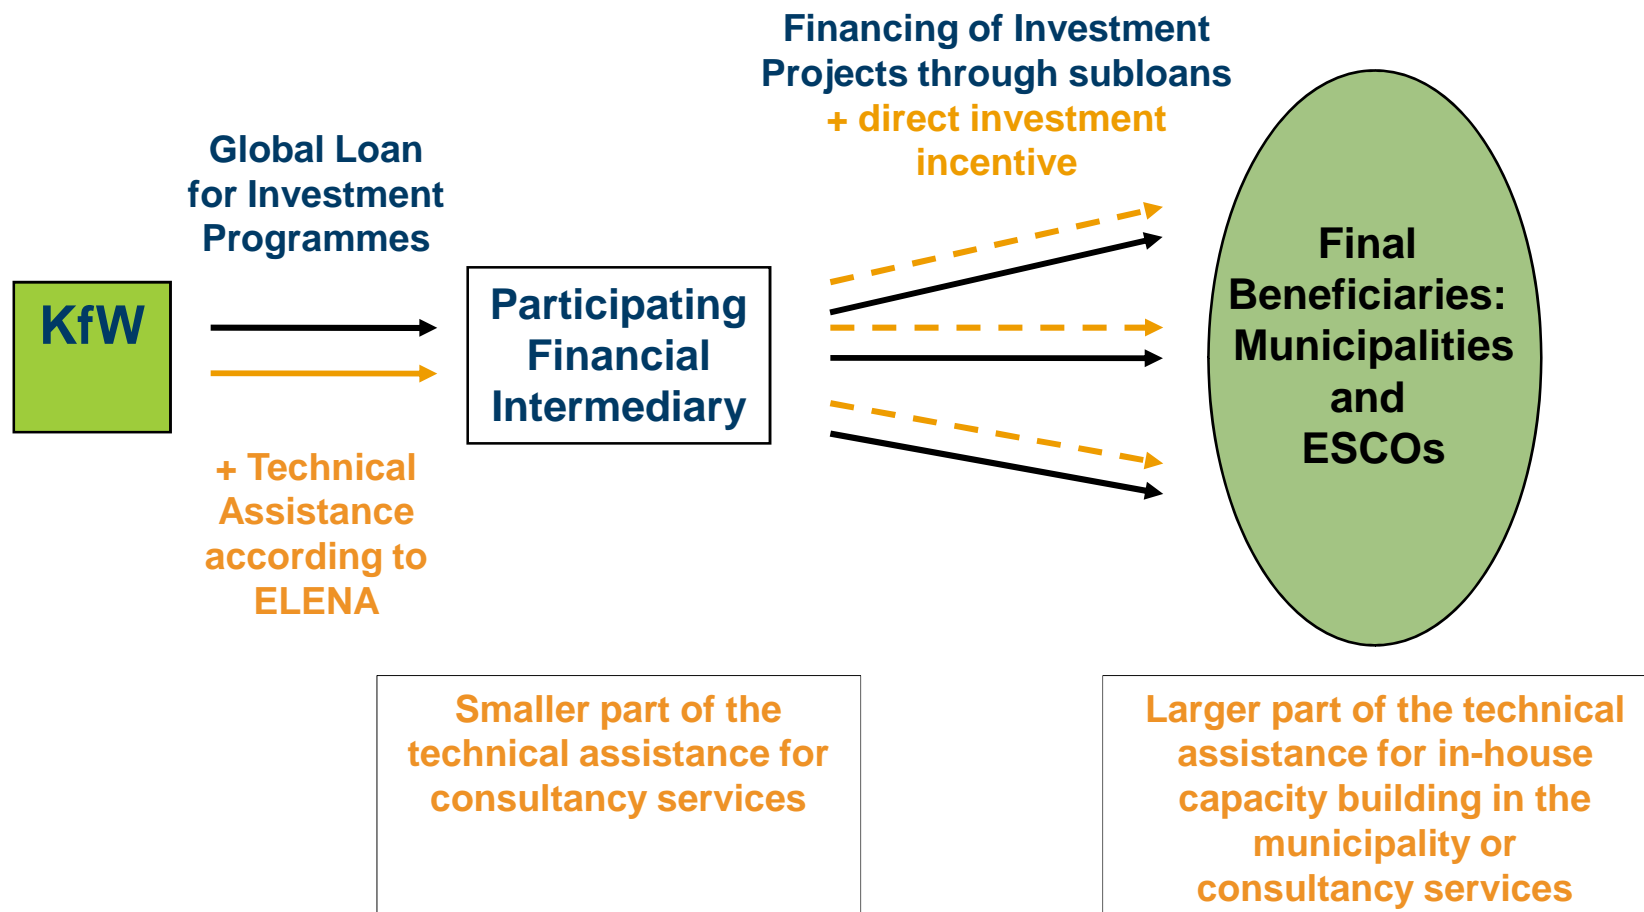 Financing of Investment
Projects through subloans
+ direct investment
incentive
Global Loan
for Investment
Programmes
KfW
Participating
Financial
Intermediary
Final
Beneficiaries:
Municipalities
and
ESCOs
+ Technical
Assistance
according to
ELENA
Smaller part of the
technical assistance for
consultancy services
Larger part of the technical
assistance for in-house
capacity building in the
municipality or
consultancy services